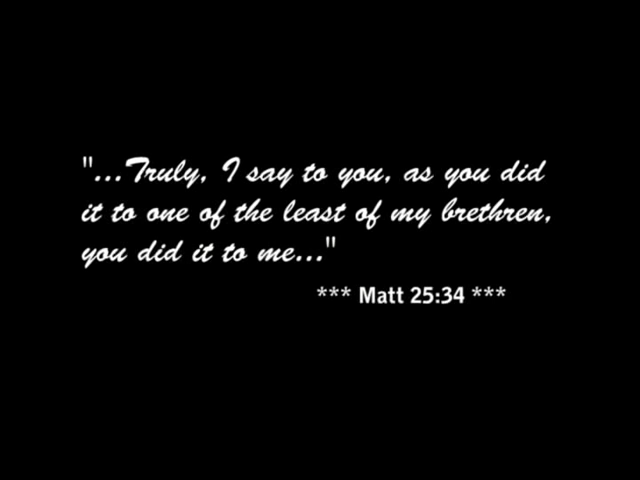 "...Truly, I say to you, as you did
it to one of the least of my brethren,
you did it to me..."
*** Matt 25:34 ***